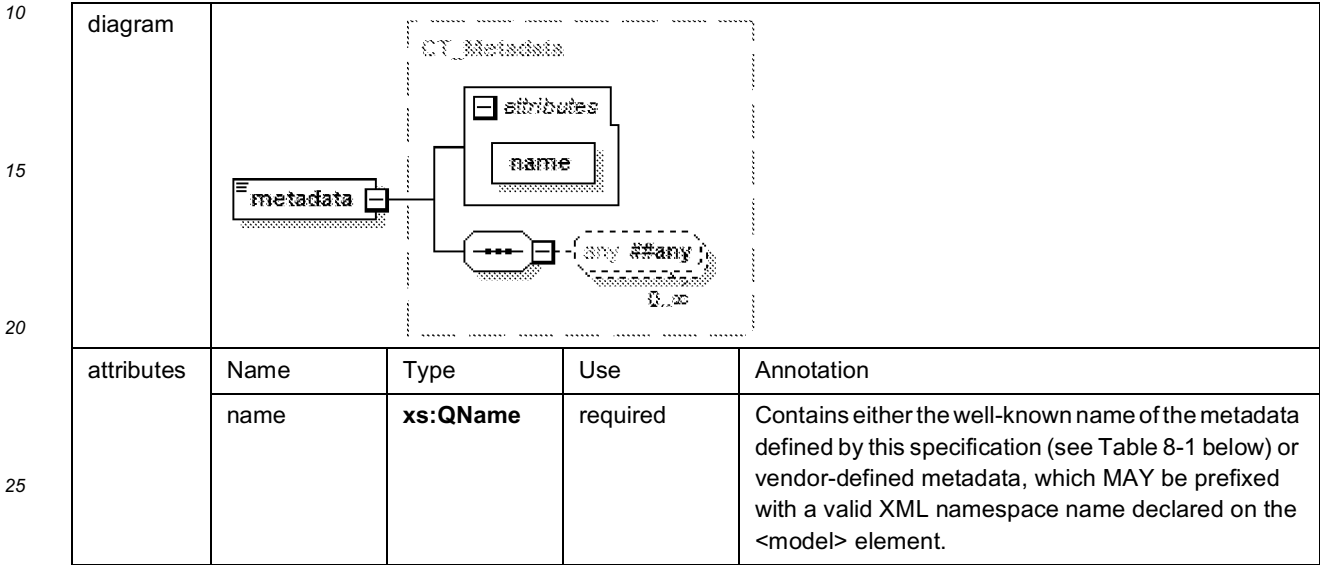 10
diagram
CT_Metadata
attributes
name
15
metadata
any ##any
0..∞
20
attributes Name Type Use Annotation
name xs:QName required Contains either the well-known name of the metadata
defined by this specification (see Table 8-1 below) or
25
vendor-defined metadata, which MAY be prefixed
with a valid XML namespace name declared on the
<model> element.